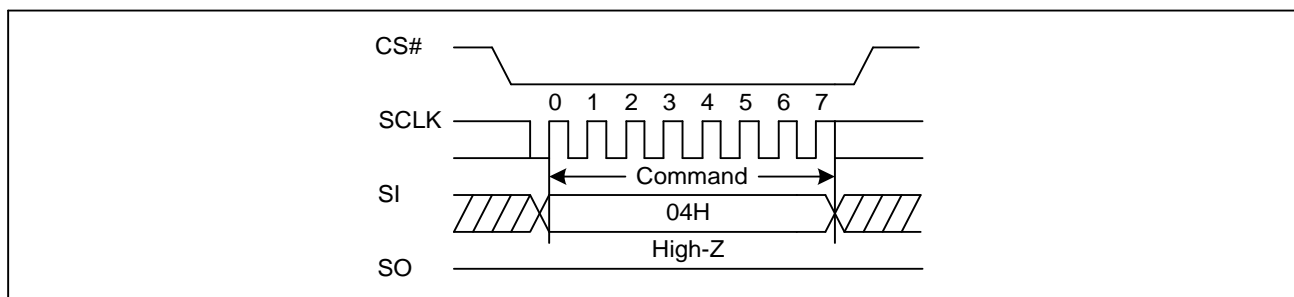 CS#
0 1 2 3 4 5 6 7
SCLK
Command
SI
04H
High-Z
SO